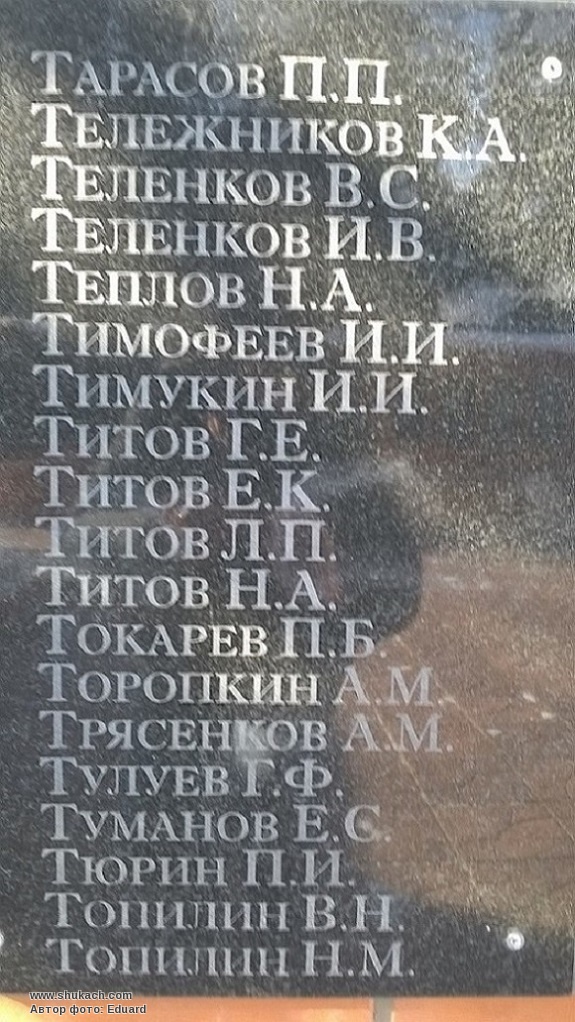 ТАРАСОВ П.П.
ТЕЛЕЖНИКОВ К.А.
ТЕЛЕНКОВ В.С.
ТЕЛЕНКОВ И.В.
ТЕПЛОВ Н.А.
ТИМОФЕЕВ И.И.
ТИМУКИН И.И.
ТИТОВ Г.Е.
ТИТОВ Е.К.
ТИТОВ Л.П.
ТИТОВ Н.А.
ТОКАРЕВ П.Б.
ТОРОПКИН А.М.
ТРЯСЕНКОВ А.М.
ТУЛУЕВ Г.Ф.
ТУМАНОВ Е.С.
ТЮРИН П.И.
ТОПИЛИН В.Н.
ТОПИЛИН Н.М.
www.shukach.com
Автор фото: Eduard